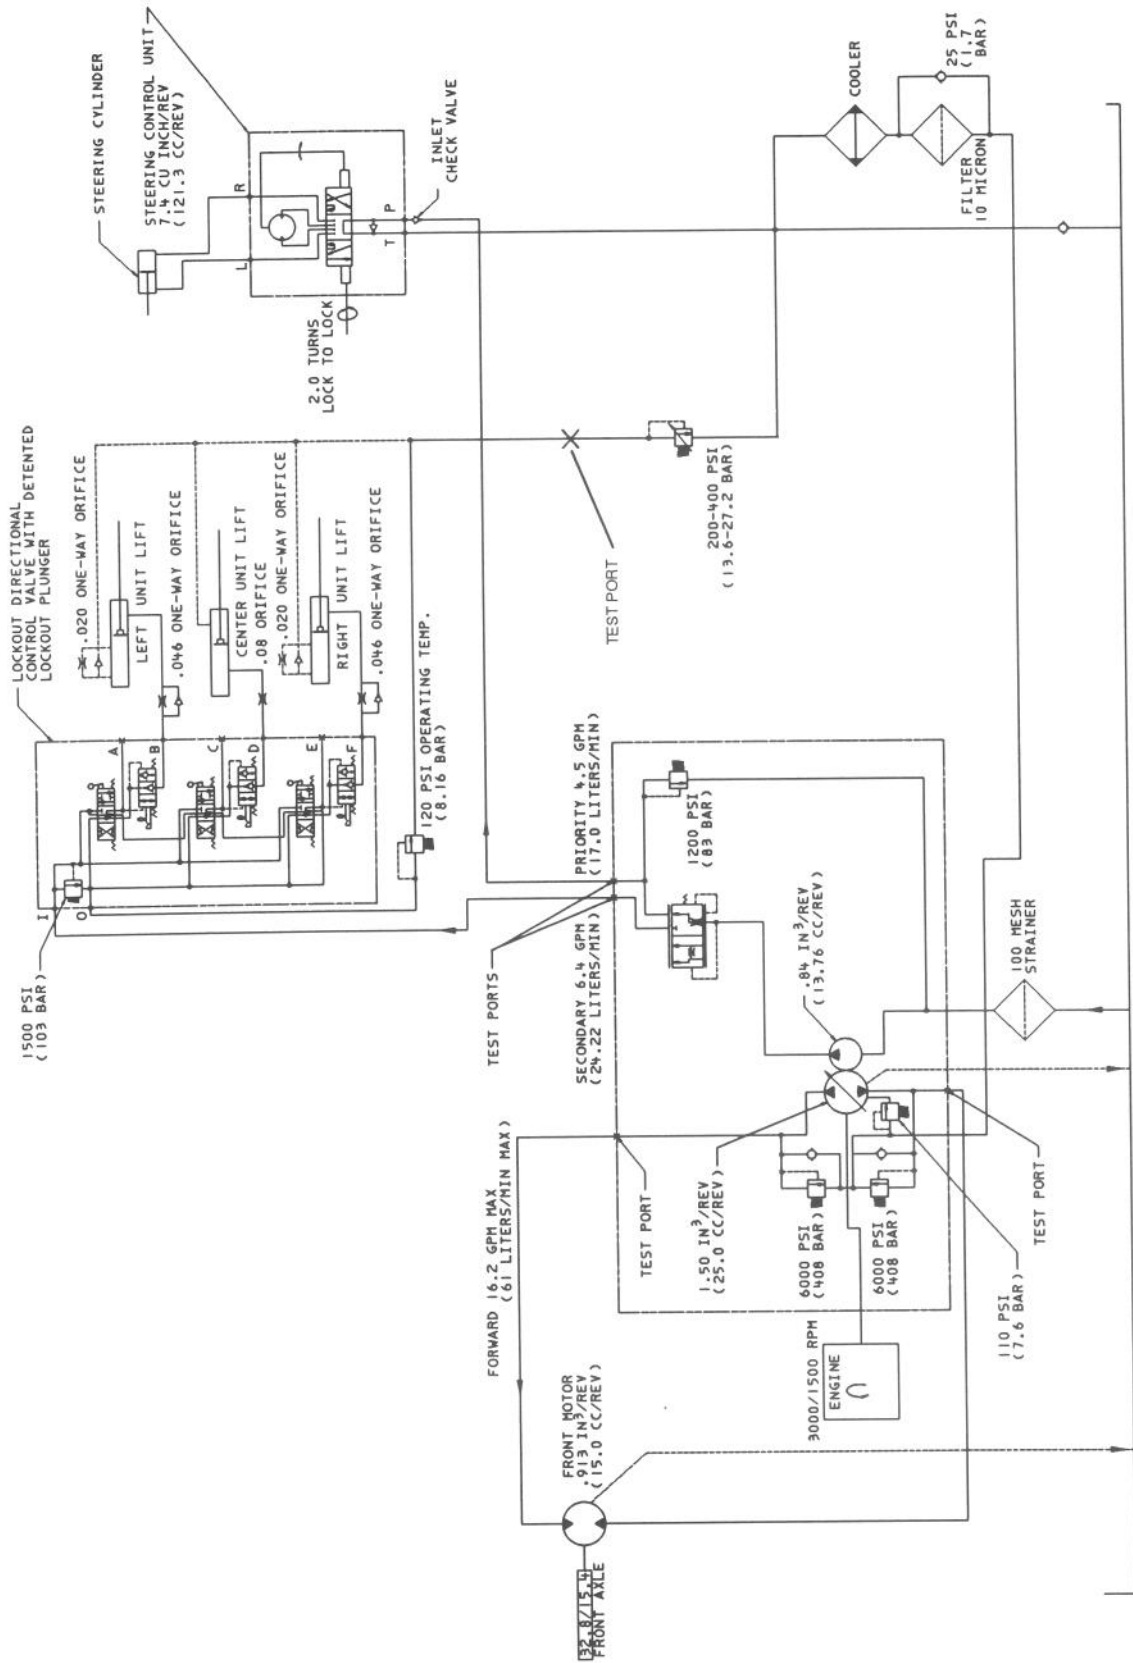 STEERING CYLINDER
STEERING CONTROL UNIT
7.4 CU INCH/REV
(121.3 CC/REV)
L
R
T
P
INLET
CHECK VALVE
2.0 TURNS
LOCK TO LOCK
COOLER
25 PSI
(1.7
BAR)
FILTER
10 MICRON
LOCKOUT DIRECTIONAL
CONTROL VALVE WITH DETENTED
LOCKOUT PLUNGER
.020 ONE-WAY ORIFICE
LEFT UNIT LIFT
.046 ONE-WAY ORIFICE
CENTER UNIT LIFT
.08 ORIFICE
.020 ONE-WAY ORIFICE
RIGHT UNIT LIFT
.046 ONE-WAY ORIFICE
A
B
C
D
E
F
I
O
1500 PSI
(103 BAR)
120 PSI OPERATING TEMP.
(8.16 BAR)
TEST PORT
200-400 PSI
(13.6-27.2 BAR)
TEST PORTS
PRIORITY 4.5 GPM
(17.0 LITERS/MIN)
SECONDARY 6.4 GPM
(24.22 LITERS/MIN)
1200 PSI
(83 BAR)
.84 IN³/REV
(13.76 CC/REV)
100 MESH
STRAINER
FORWARD 16.2 GPM MAX
(61 LITERS/MIN MAX)
TEST PORT
1.50 IN³/REV
(25.0 CC/REV)
6000 PSI
(408 BAR)
6000 PSI
(408 BAR)
110 PSI
(7.6 BAR)
TEST PORT
3000/1500 RPM
ENGINE
FRONT MOTOR
.913 IN³/REV
(15.0 CC/REV)
32.8/15.4
FRONT AXLE